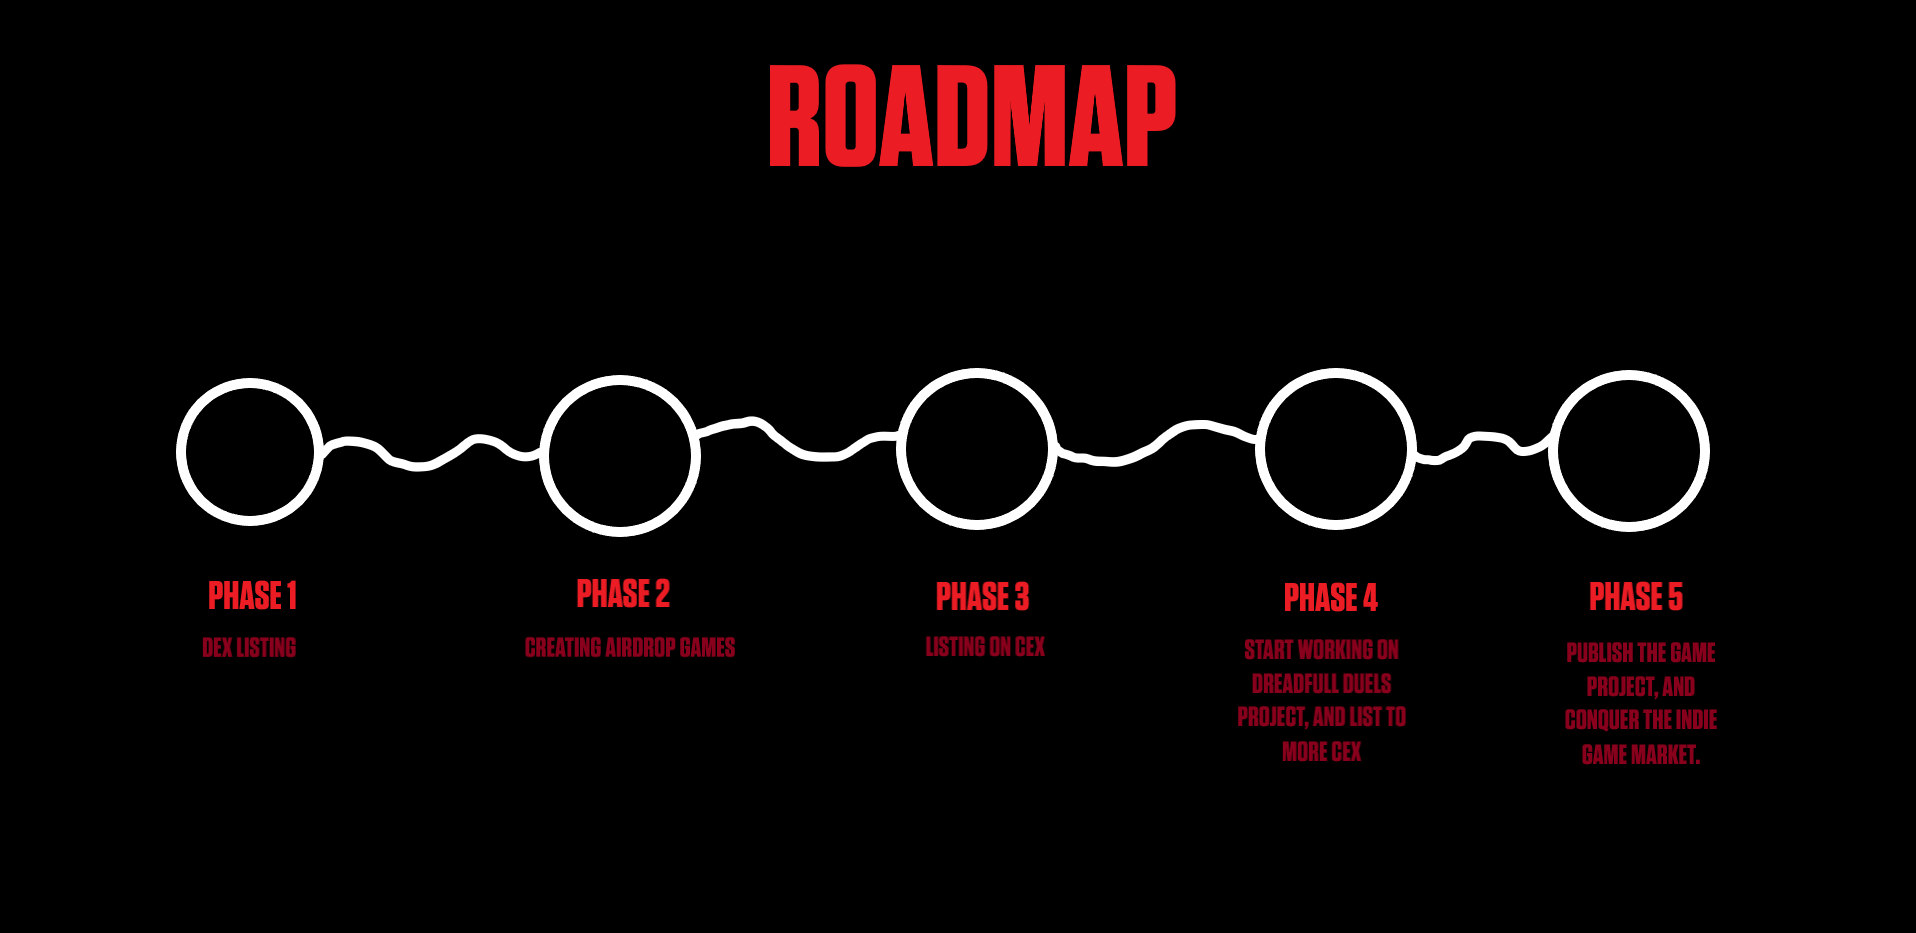 ROADMAP
PHASE 1
DEX LISTING
PHASE 2
CREATING AIRDROP GAMES
PHASE 3
LISTING ON CEX
PHASE 4
START WORKING ON
DREADFULL DUELS
PROJECT, AND LIST TO
MORE CEX
PHASE 5
PUBLISH THE GAME
PROJECT, AND
CONQUER THE INDIE
GAME MARKET.